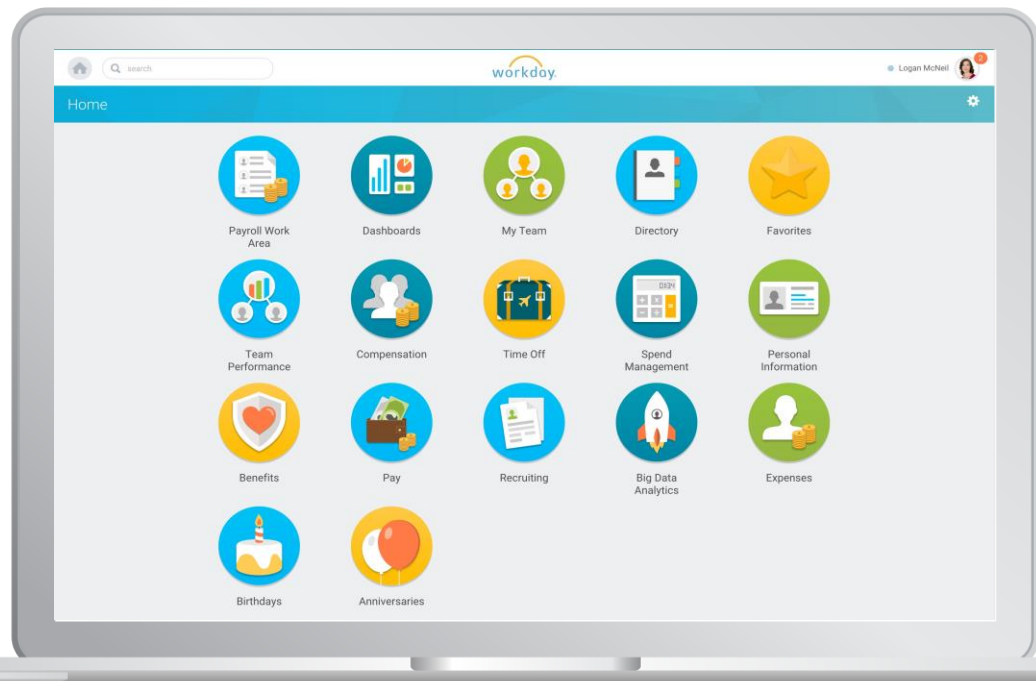 search
workday.
Logan McNeil
2
Home
Payroll Work
Area
Dashboards
My Team
Directory
Favorites
Team
Performance
Compensation
Time Off
Spend
Management
Personal
Information
Benefits
Pay
Recruiting
Big Data
Analytics
Expenses
Birthdays
Anniversaries